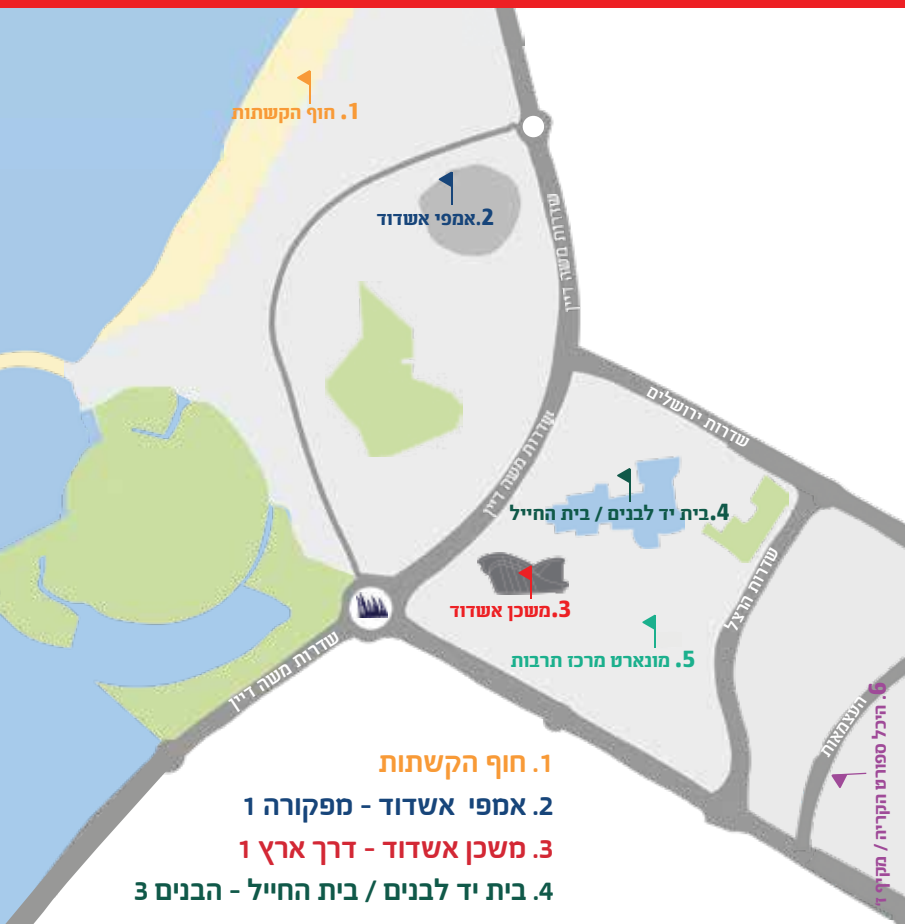 1. חוף הקשתות
2.אמפי אשדוד
שדרות משה דיין
שדרות ירושלים
שדרות משה דיין
4.בית יד לבנים / בית החייל
שדרות הרצל
3.משכן אשדוד
5. מונארט מרכז תרבות
שדרות משה דיין
העצמאות
6. היכל ספורט הקריה / מקיף ד'
1. חוף הקשתות
2. אמפי אשדוד - מפקורה 1
3. משכן אשדוד - דרך ארץ 1
4. בית יד לבנים / בית החייל - הבנים 3